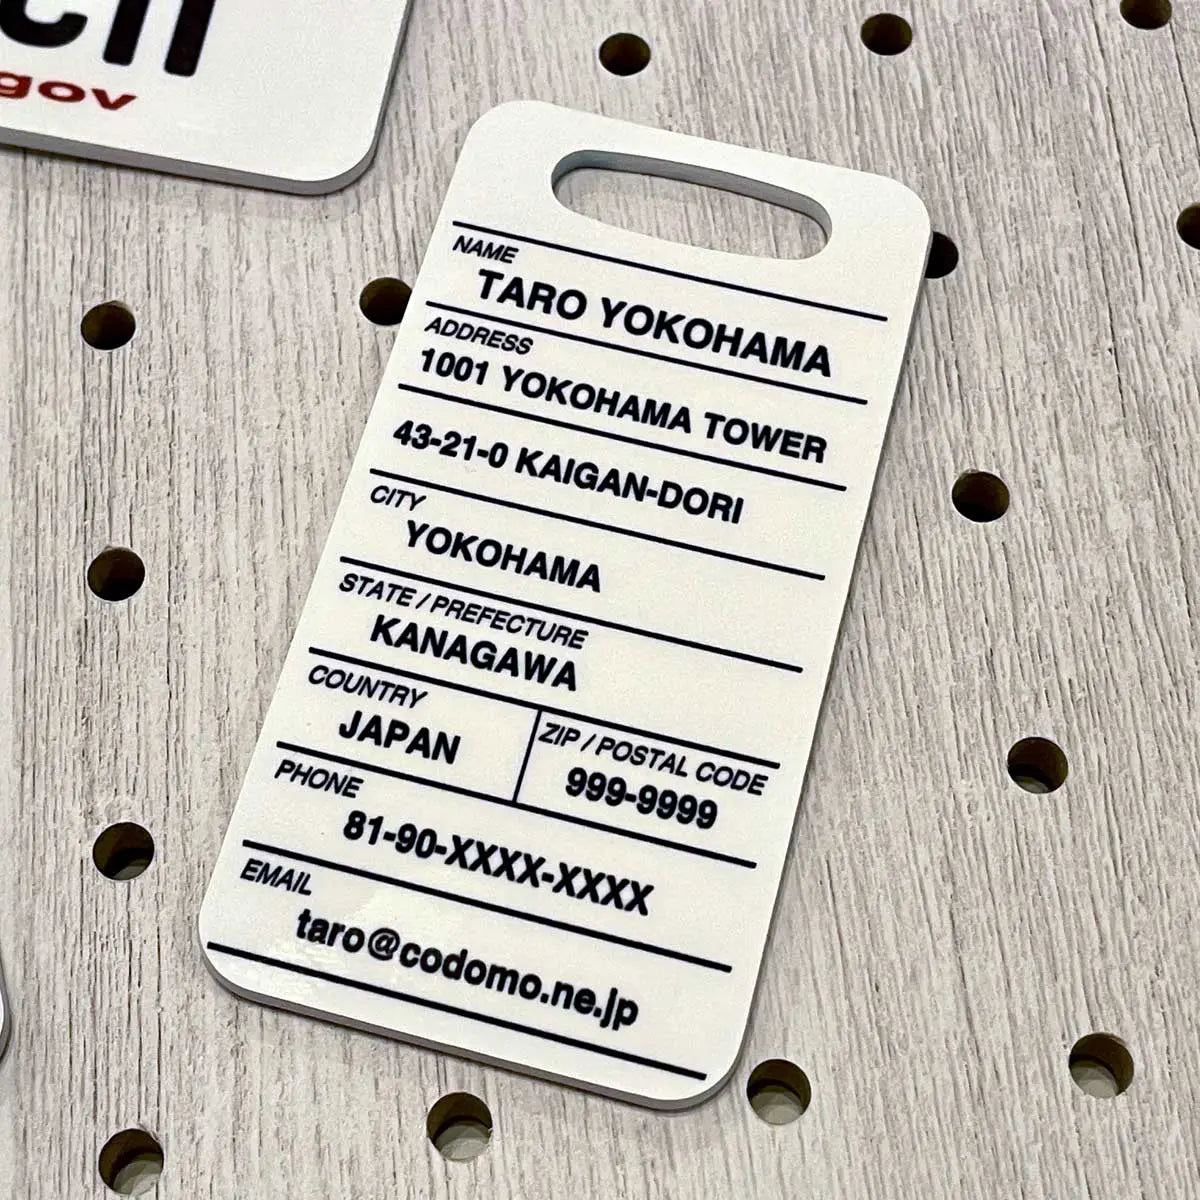 gov
NAME
TARO YOKOHAMA
ADDRESS
1001 YOKOHAMA TOWER
43-21-0 KAIGAN-DORI
CITY
YOKOHAMA
STATE / PREFECTURE
KANAGAWA
COUNTRY
JAPAN
ZIP / POSTAL CODE
999-9999
PHONE
81-90-XXXX-XXXX
EMAIL
taro@codomo.ne.jp